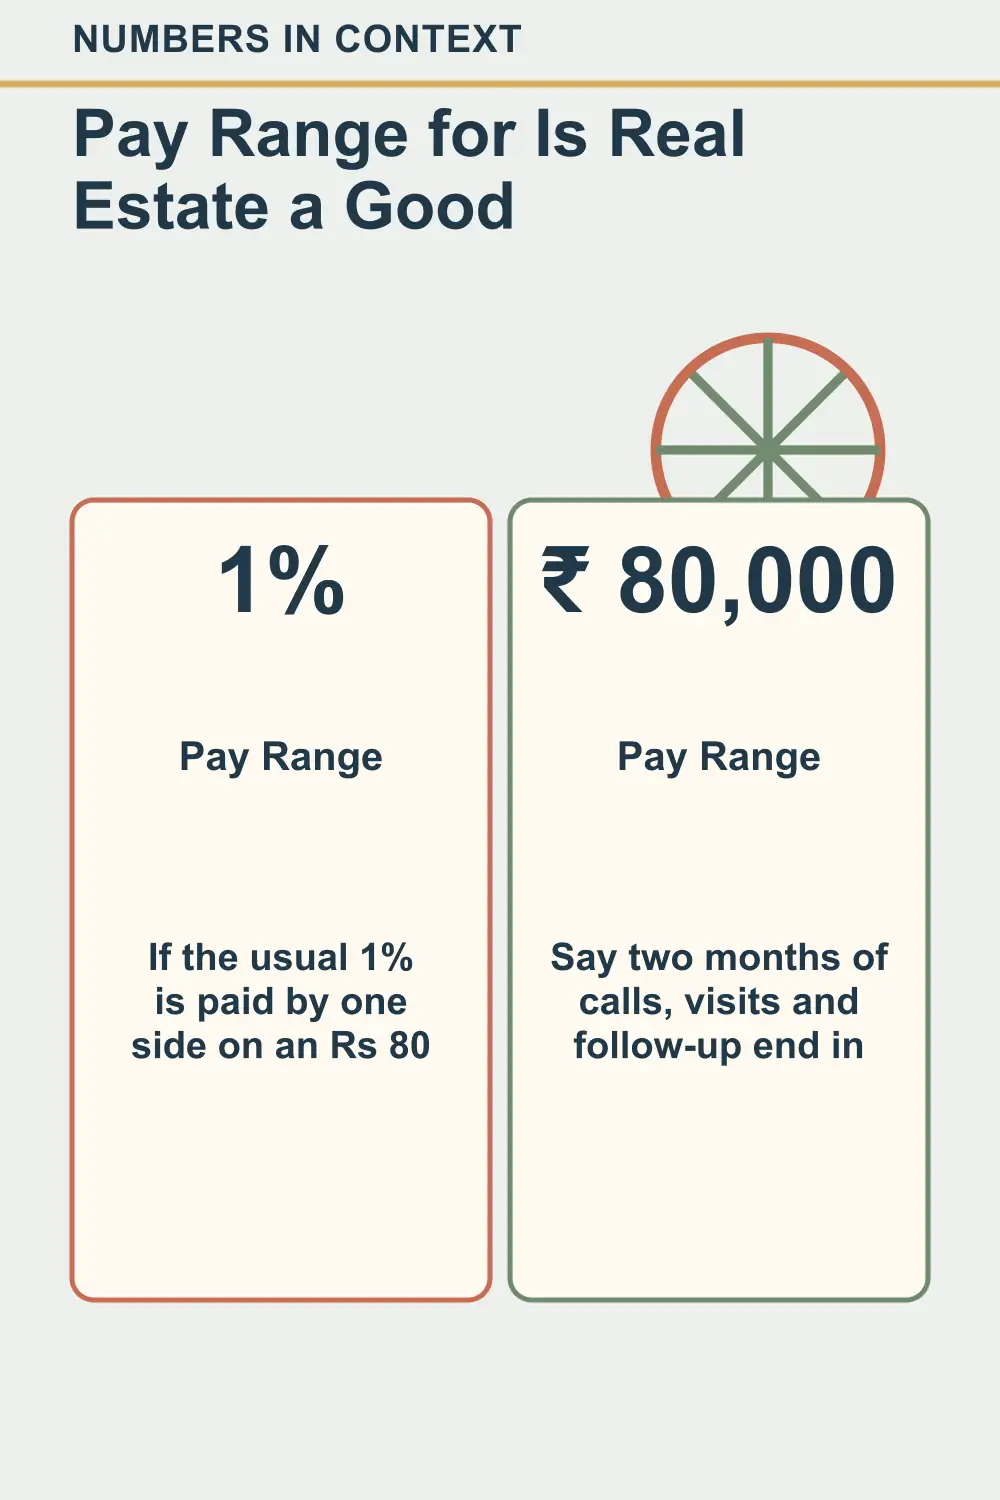 NUMBERS IN CONTEXT
Pay Range for Is Real
Estate a Good
1%
Pay Range
If the usual 1%
is paid by one
side on an Rs 80
₹ 80,000
Pay Range
Say two months of
calls, visits and
follow-up end in